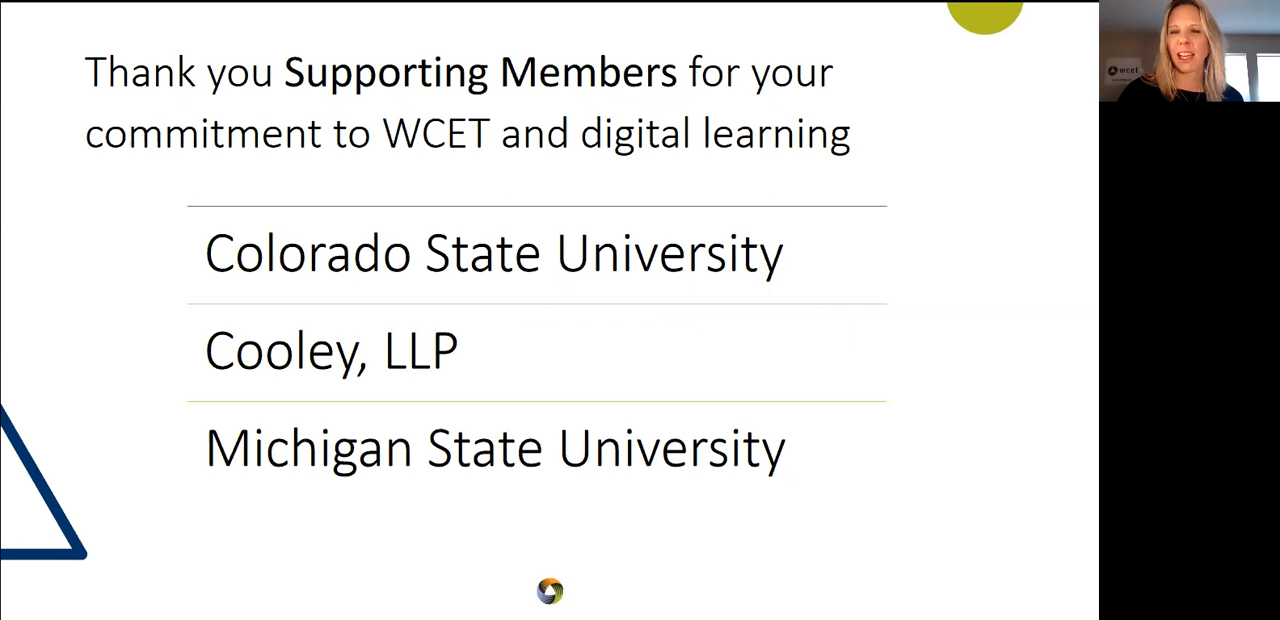 Thank you Supporting Members for your
commitment to WCET and digital learning
Colorado State University
Cooley, LLP
Michigan State University
wcet